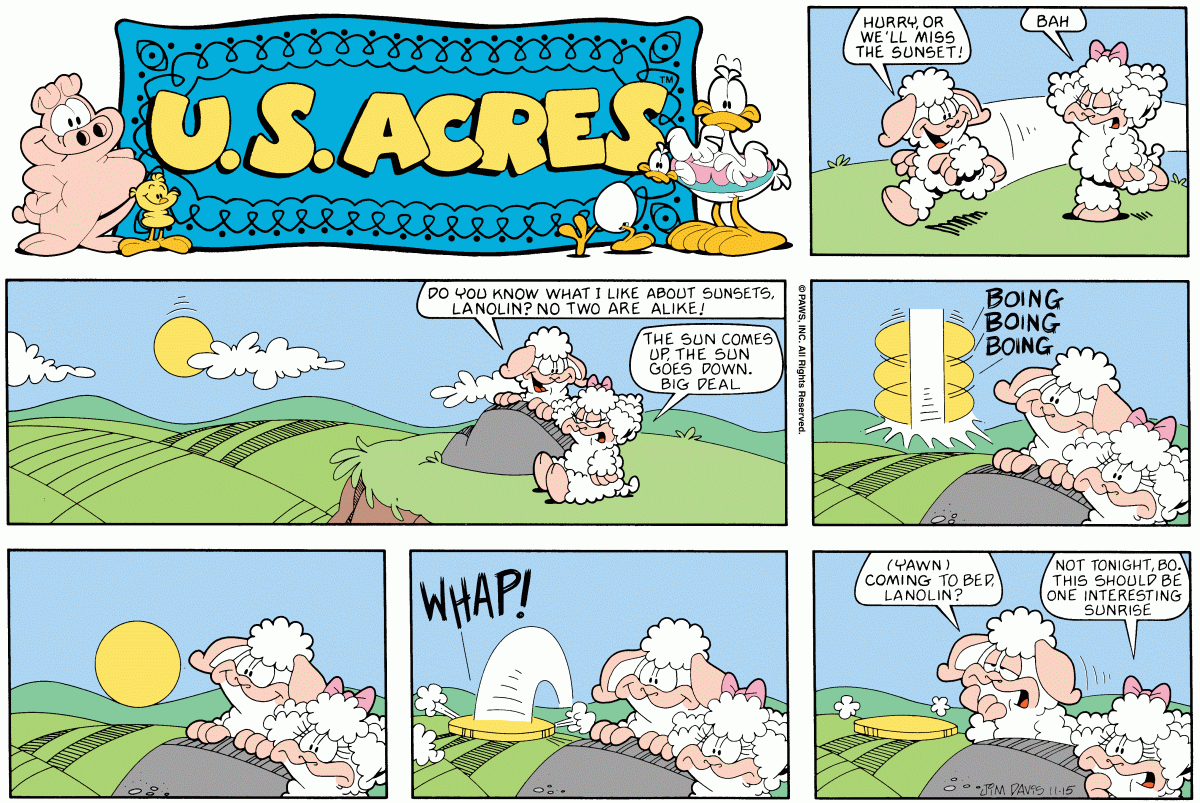 U.S. ACRES
TM
HURRY, OR
WE'LL MISS
THE SUNSET!
BAH
DO YOU KNOW WHAT I LIKE ABOUT SUNSETS,
LANOLIN? NO TWO ARE ALIKE!
THE SUN COMES
UP, THE SUN
GOES DOWN.
BIG DEAL
© PAWS, INC. All Rights Reserved.
BOING
BOING
BOING
WHAP!
(YAWN)
COMING TO BED,
LANOLIN?
NOT TONIGHT, BO.
THIS SHOULD BE
ONE INTERESTING
SUNRISE
JIM DAVIS 11-15